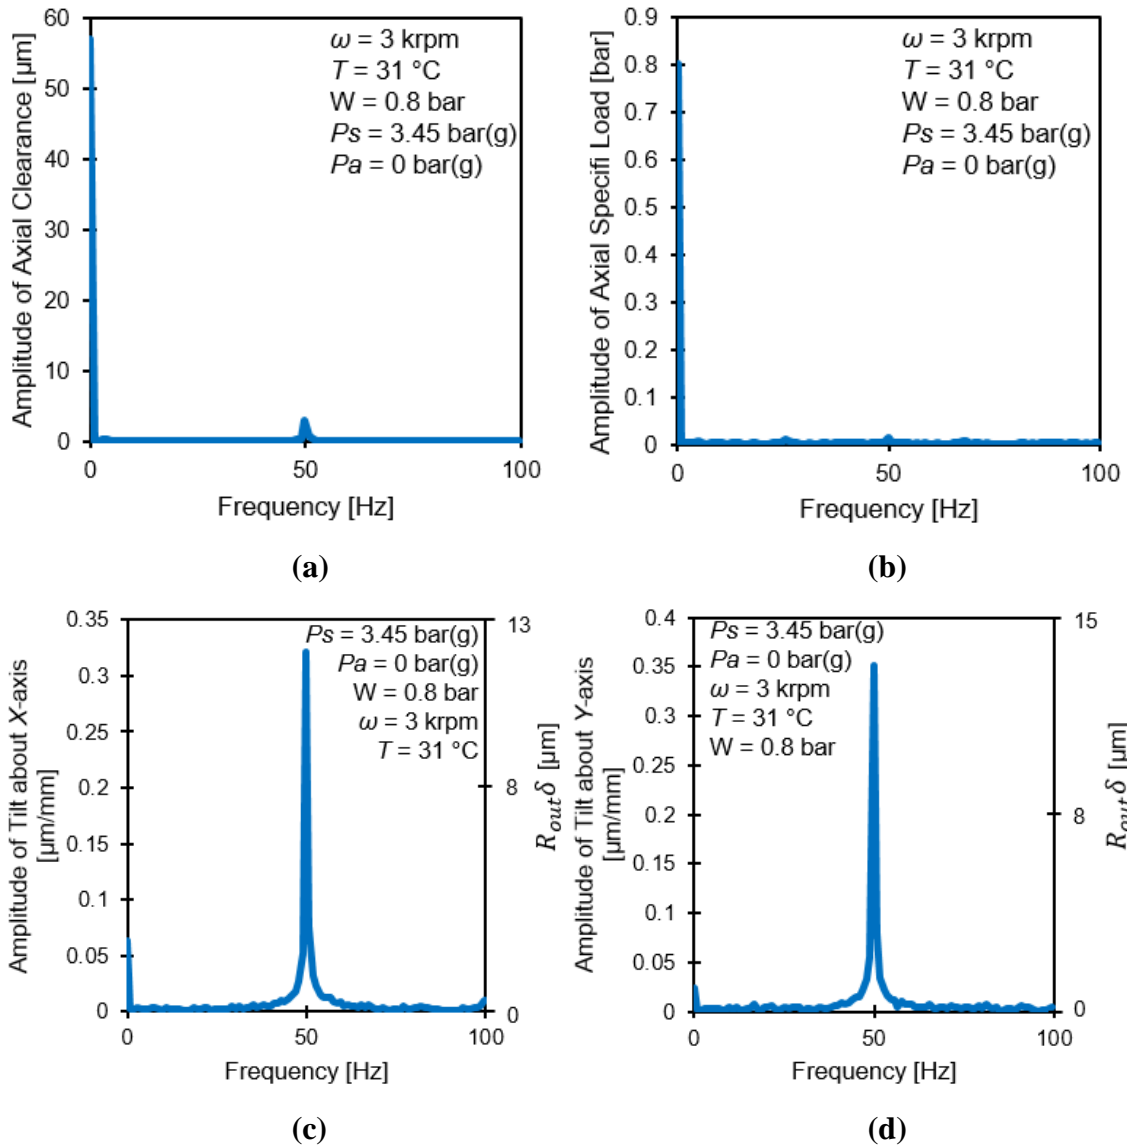 60
50
40
30
20
10
0
0
50
100
Amplitude of Axial Clearance [µm]
Frequency [Hz]
ω = 3 krpm
T = 31 °C
W = 0.8 bar
Ps = 3.45 bar(g)
Pa = 0 bar(g)
(a)
0.9
0.8
0.7
0.6
0.5
0.4
0.3
0.2
0.1
0
0
50
100
Amplitude of Axial Specifi Load [bar]
Frequency [Hz]
ω = 3 krpm
T = 31 °C
W = 0.8 bar
Ps = 3.45 bar(g)
Pa = 0 bar(g)
(b)
0.35
0.3
0.25
0.2
0.15
0.1
0.05
0
0
50
100
13
8
0
Amplitude of Tilt about X-axis
[µm/mm]
R_out δ [µm]
Frequency [Hz]
Ps = 3.45 bar(g)
Pa = 0 bar(g)
W = 0.8 bar
ω = 3 krpm
T = 31 °C
(c)
0.4
0.35
0.3
0.25
0.2
0.15
0.1
0.05
0
0
50
100
15
8
0
Amplitude of Tilt about Y-axis
[µm/mm]
R_out δ [µm]
Frequency [Hz]
Ps = 3.45 bar(g)
Pa = 0 bar(g)
ω = 3 krpm
T = 31 °C
W = 0.8 bar
(d)